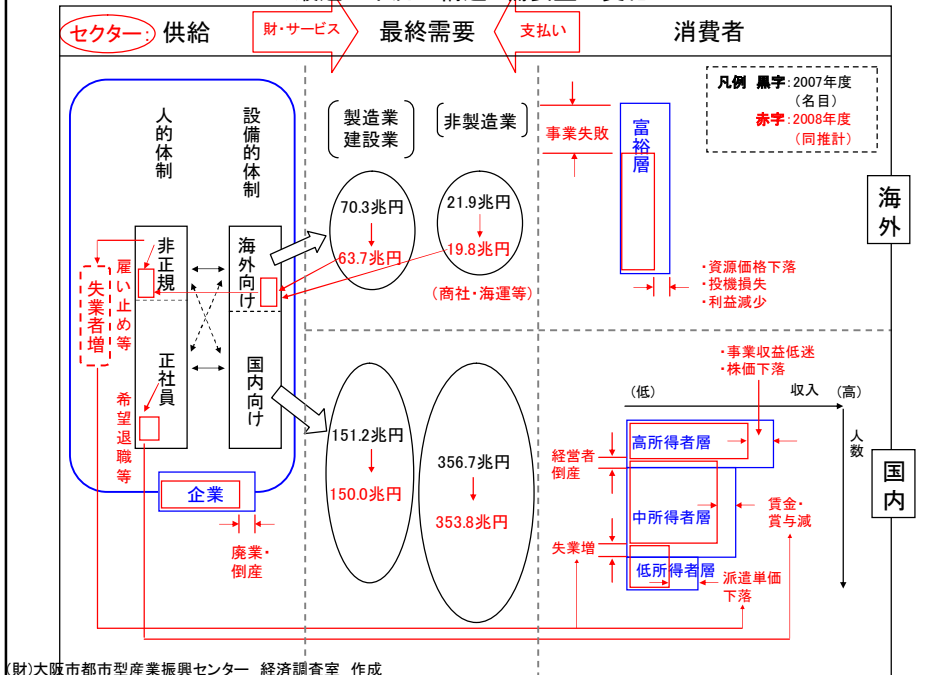 セクター:
供給
財・サービス
最終需要
支払い
消費者
凡例 黒字:2007年度
(名目)
赤字:2008年度
(同推計)
人的体制
設備的体制
製造業
建設業
非製造業
事業失敗
富裕層
海外
70.3兆円
63.7兆円
21.9兆円
19.8兆円
(商社・海運等)
・資源価格下落
・投機損失
・利益減少
非正規
正社員
海外向け
国内向け
雇い止め等
失業者増
希望退職等
企業
廃業・
倒産
151.2兆円
150.0兆円
356.7兆円
353.8兆円
・事業収益低迷
・株価下落
(低)
収入
(高)
人数
国内
高所得者層
経営者
倒産
中所得者層
賃金・
賞与減
失業増
低所得者層
派遣単価
下落
(財)大阪市都市型産業振興センター 経済調査室 作成